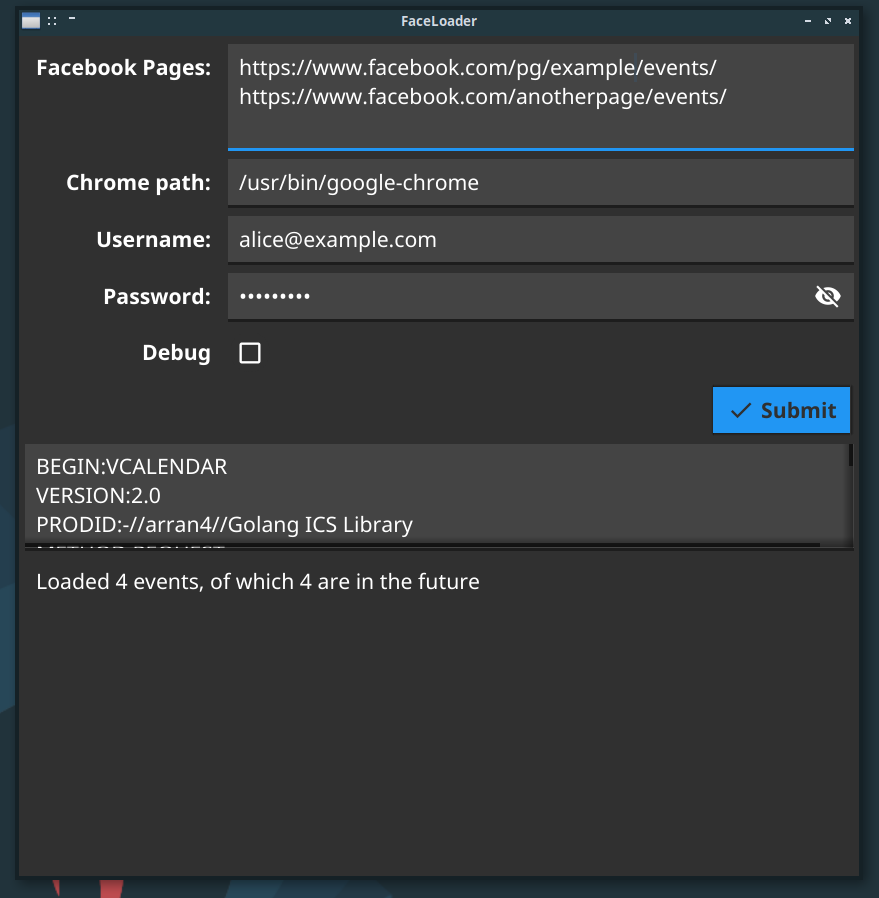 FaceLoader
Facebook Pages:
https://www.facebook.com/pg/example/events/
https://www.facebook.com/anotherpage/events/
Chrome path:
/usr/bin/google-chrome
Username:
alice@example.com
Password:
•••••••••
Debug
Submit
BEGIN:VCALENDAR
VERSION:2.0
PRODID:-//arran4//Golang ICS Library
Loaded 4 events, of which 4 are in the future